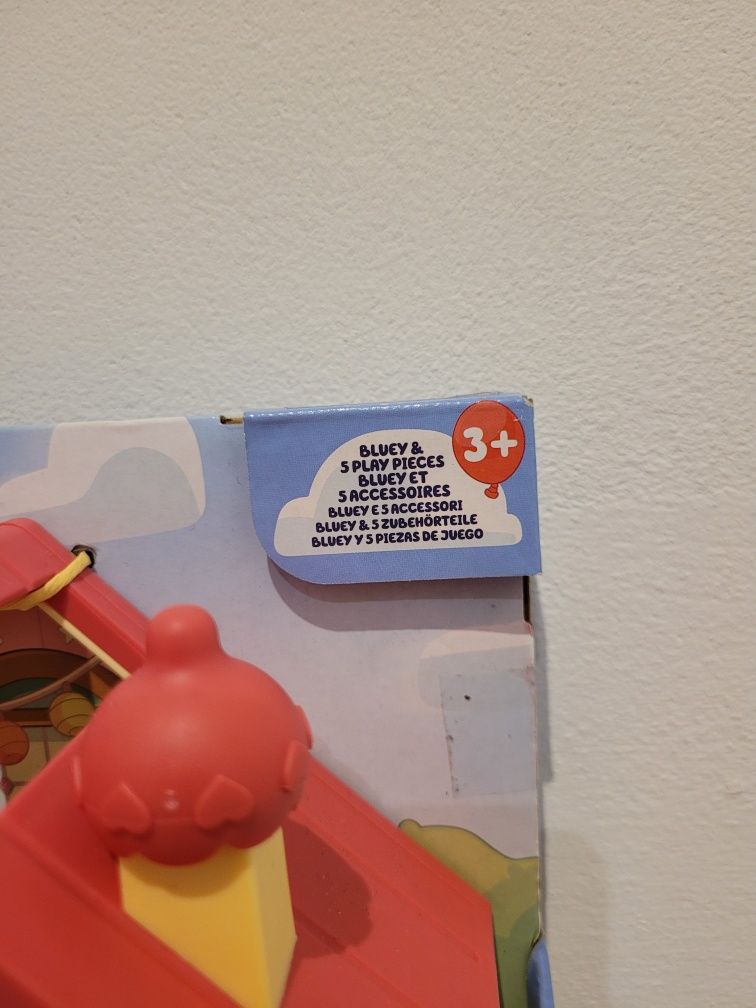 3+
BLUEY &
5 PLAY PIECES
BLUEY ET
5 ACCESSOIRES
BLUEY E 5 ACCESSORI
BLUEY & 5 ZUBEHÖRTEILE
BLUEY Y 5 PIEZAS DE JUEGO